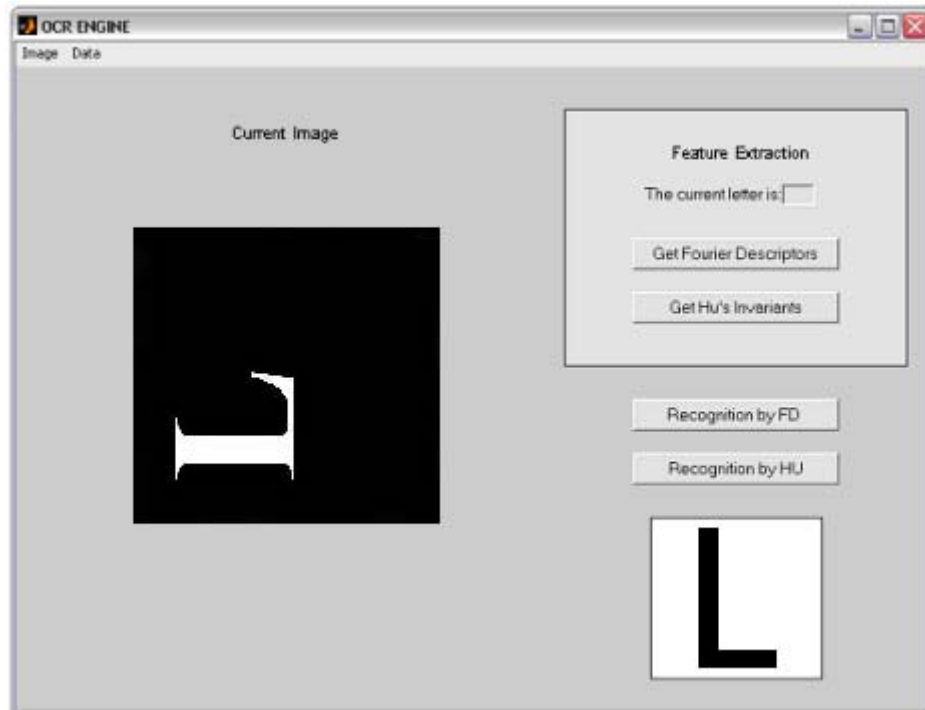 OCR ENGINE
Image Data
Current Image
Feature Extraction
The current letter is:
Get Fourier Descriptors
Get Hu's Invariants
L
Recognition by FD
Recognition by HU
L